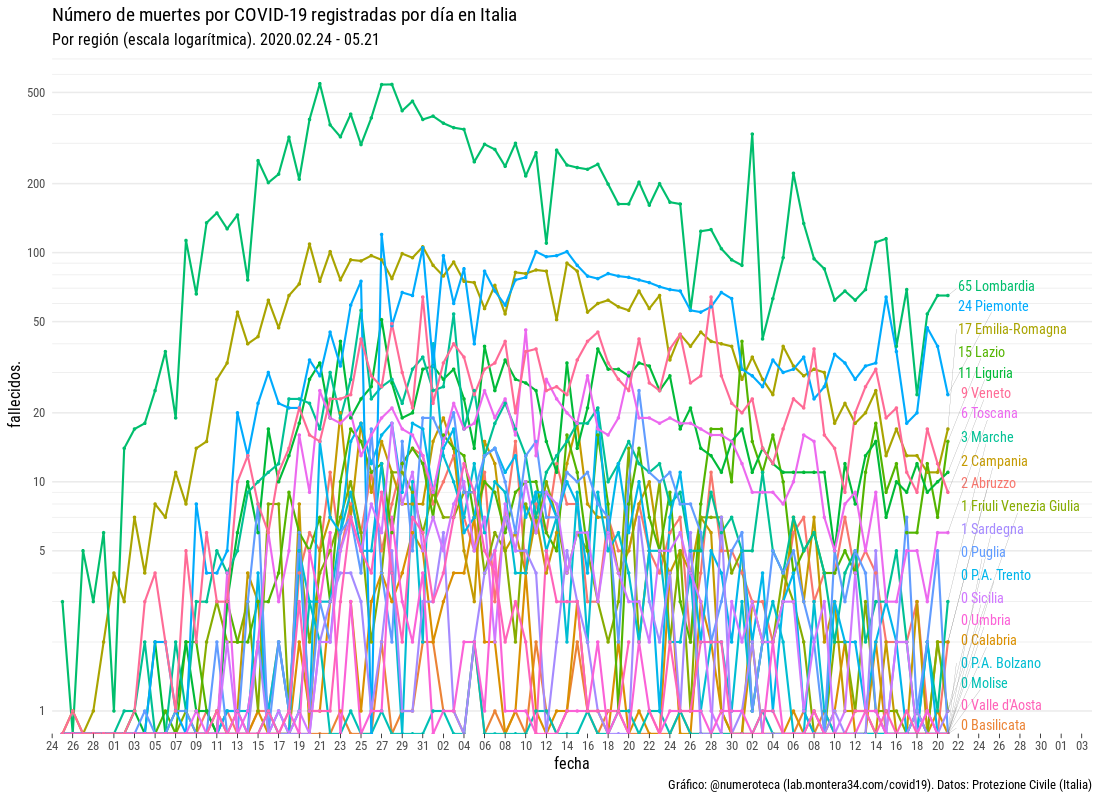 Número de muertes por COVID-19 registradas por día en Italia
Por región (escala logarítmica). 2020.02.24 - 05.21
500
200
100
50
20
10
5
1
fallecidos.
65 Lombardia
24 Piemonte
17 Emilia-Romagna
15 Lazio
11 Liguria
9 Veneto
6 Toscana
3 Marche
2 Campania
2 Abruzzo
1 Friuli Venezia Giulia
1 Sardegna
0 Puglia
0 P.A. Trento
0 Sicilia
0 Umbria
0 Calabria
0 P.A. Bolzano
0 Molise
0 Valle d'Aosta
0 Basilicata
24 26 28 01 03 05 07 09 11 13 15 17 19 21 23 25 27 29 31 02 04 06 08 10 12 14 16 18 20 22 24 26 28 30 02 04 06 08 10 12 14 16 18 20 22 24 26 28 30 01 03
fecha
Gráfico: @numeroteca (lab.montera34.com/covid19). Datos: Protezione Civile (Italia)